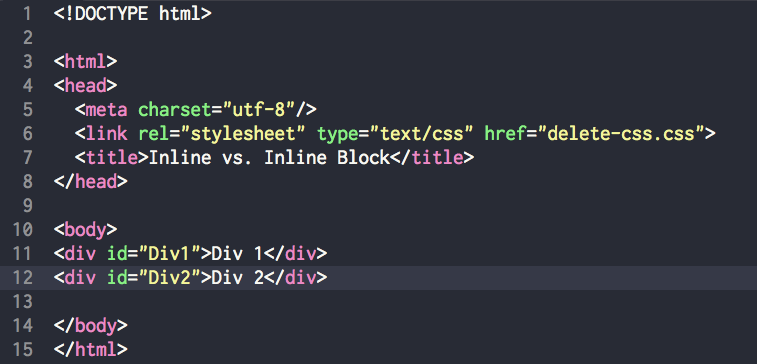 1 <!DOCTYPE html>
2
3 <html>
4 <head>
5   <meta charset="utf-8"/>
6   <link rel="stylesheet" type="text/css" href="delete-css.css">
7   <title>Inline vs. Inline Block</title>
8 </head>
9
10 <body>
11 <div id="Div1">Div 1</div>
12 <div id="Div2">Div 2</div>
13
14 </body>
15 </html>